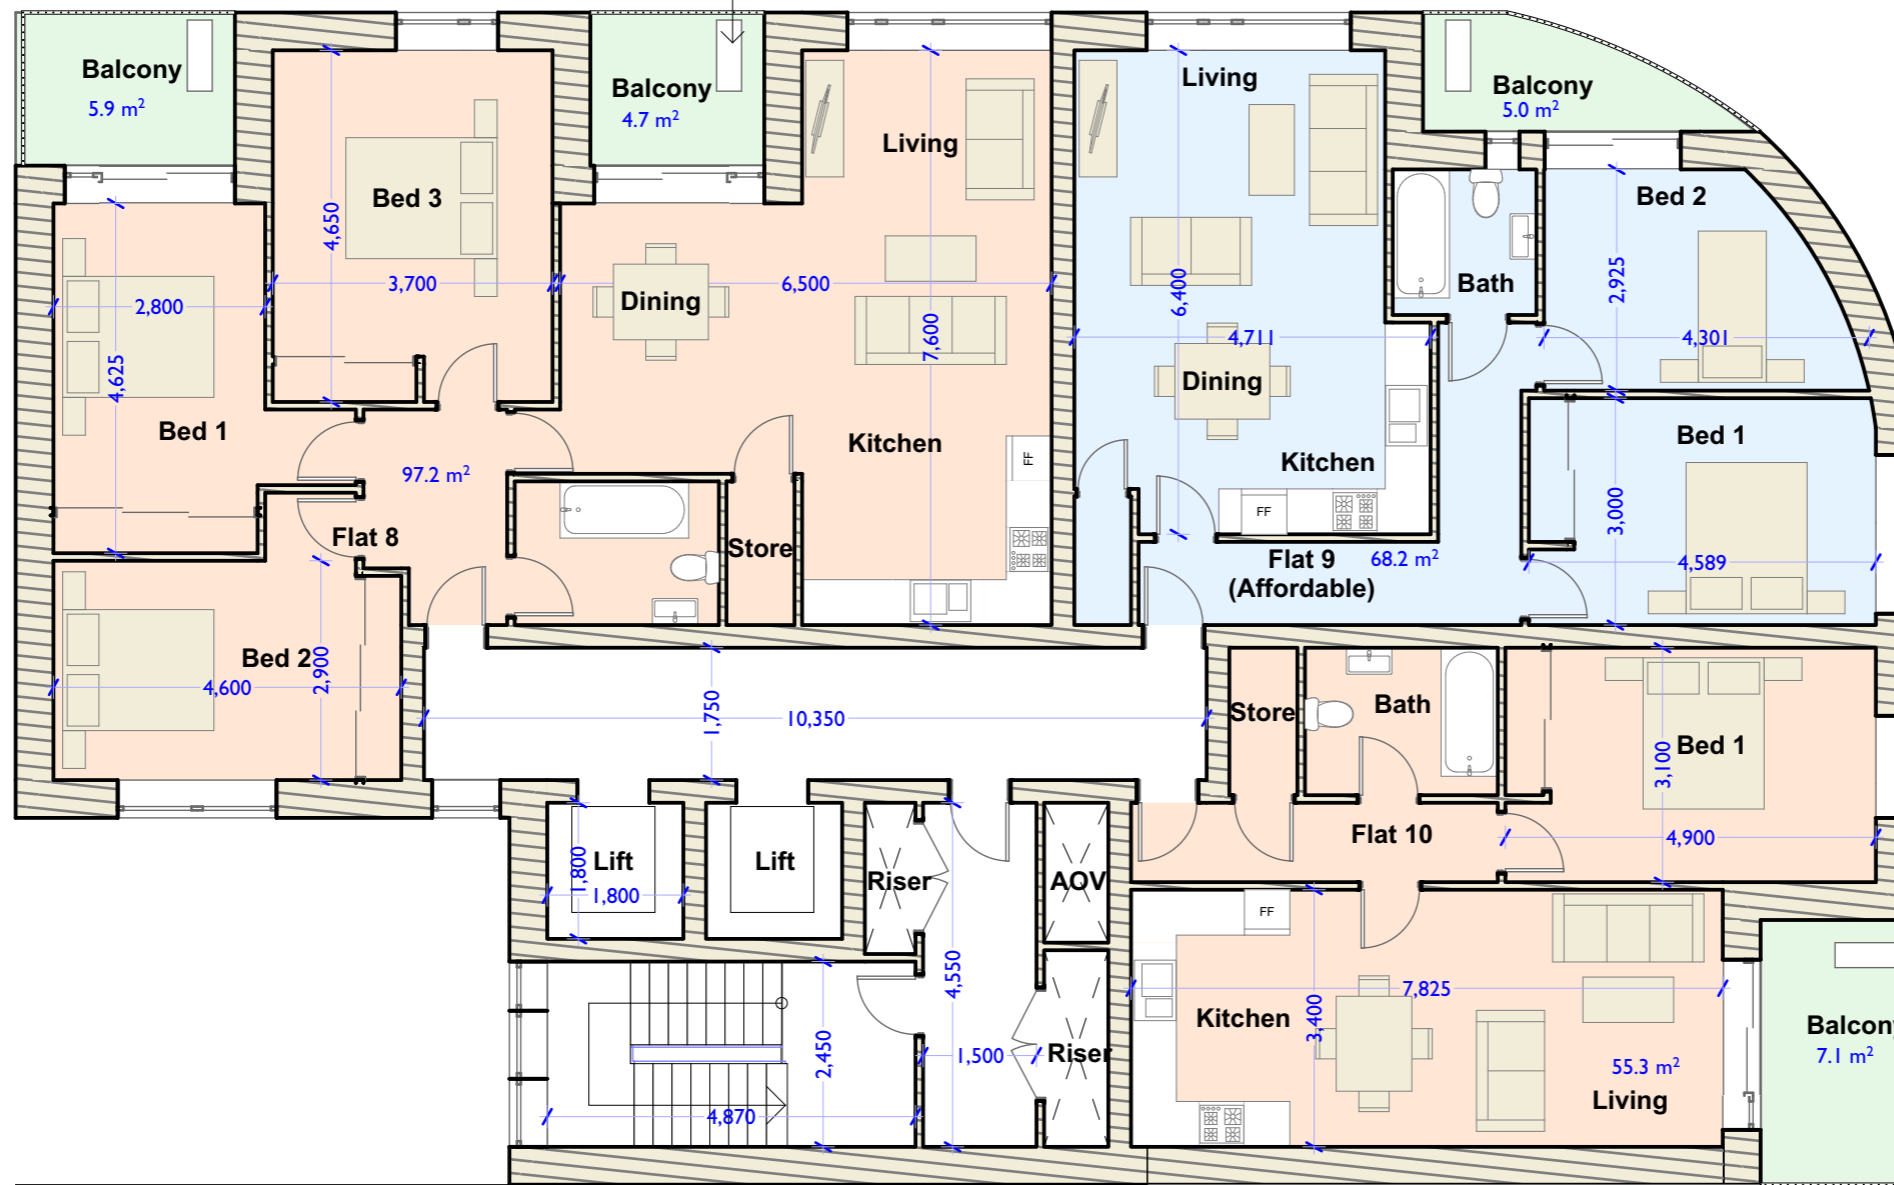 Balcony
5.9 m²
Bed 3
4,650
3,700
Balcony
4.7 m²
Living
Dining
6,500
7,600
Kitchen
FF
2,800
4,625
Bed 1
97.2 m²
Flat 8
Store
Bed 2
4,600
2,900
Living
6,400
4,711
Dining
Kitchen
FF
Flat 9
(Affordable)
68.2 m²
Balcony
5.0 m²
Bath
Bed 2
2,925
4,301
Bed 1
3,000
4,589
1,750
10,350
Store
Bath
Bed 1
3,100
4,900
Flat 10
Lift
1,800
1,800
Lift
Riser
AOV
4,550
1,500
Riser
2,450
4,870
FF
7,825
Kitchen
3,400
55.3 m²
Living
Balcon
7.1 m²